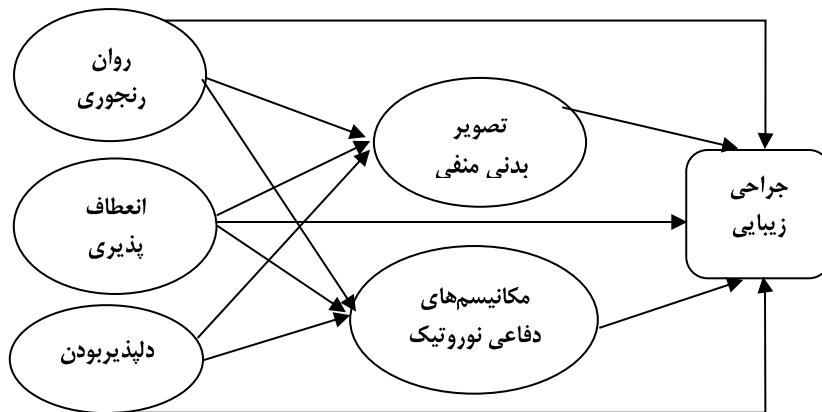 روان
رنجوری
تصویر
بدنی منفی
جراحی
زیبایی
انعطاف
پذیری
مکانیسم‌های
دفاعی نوروتیک
دلپذیربودن